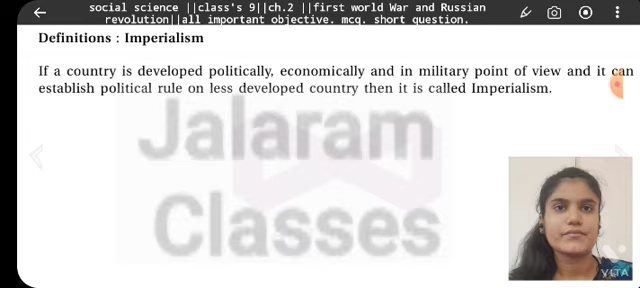 social science ||class's 9||ch.2 ||first world War and Russian
revolution||all important objective. mcq. short question.
Definitions : Imperialism
If a country is developed politically, economically and in military point of view and it can
establish political rule on less developed country then it is called Imperialism.
Jalaram
Classes
VITA